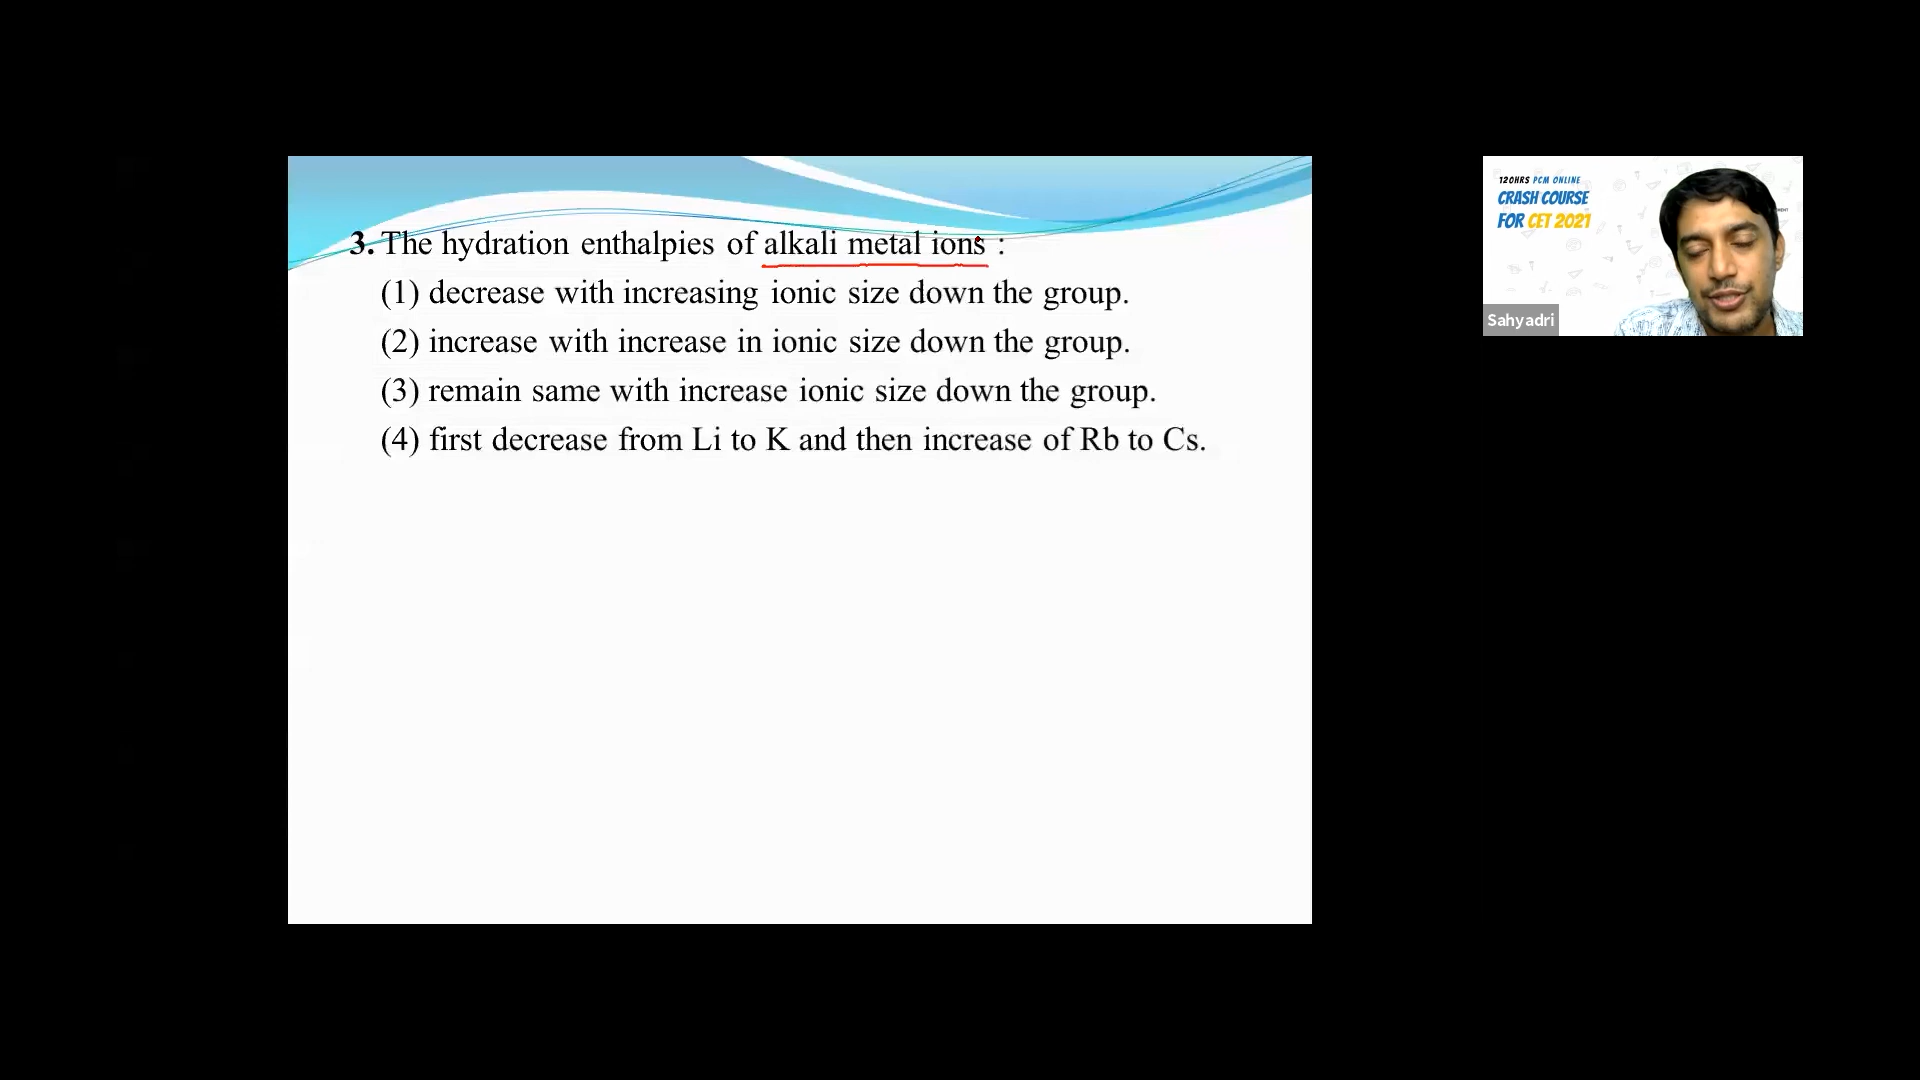 3. The hydration enthalpies of alkali metal ions :
(1) decrease with increasing ionic size down the group.
(2) increase with increase in ionic size down the group.
(3) remain same with increase ionic size down the group.
(4) first decrease from Li to K and then increase of Rb to Cs.
120HRS PCM ONLINE
CRASH COURSE
FOR CET 2021
Sahyadri